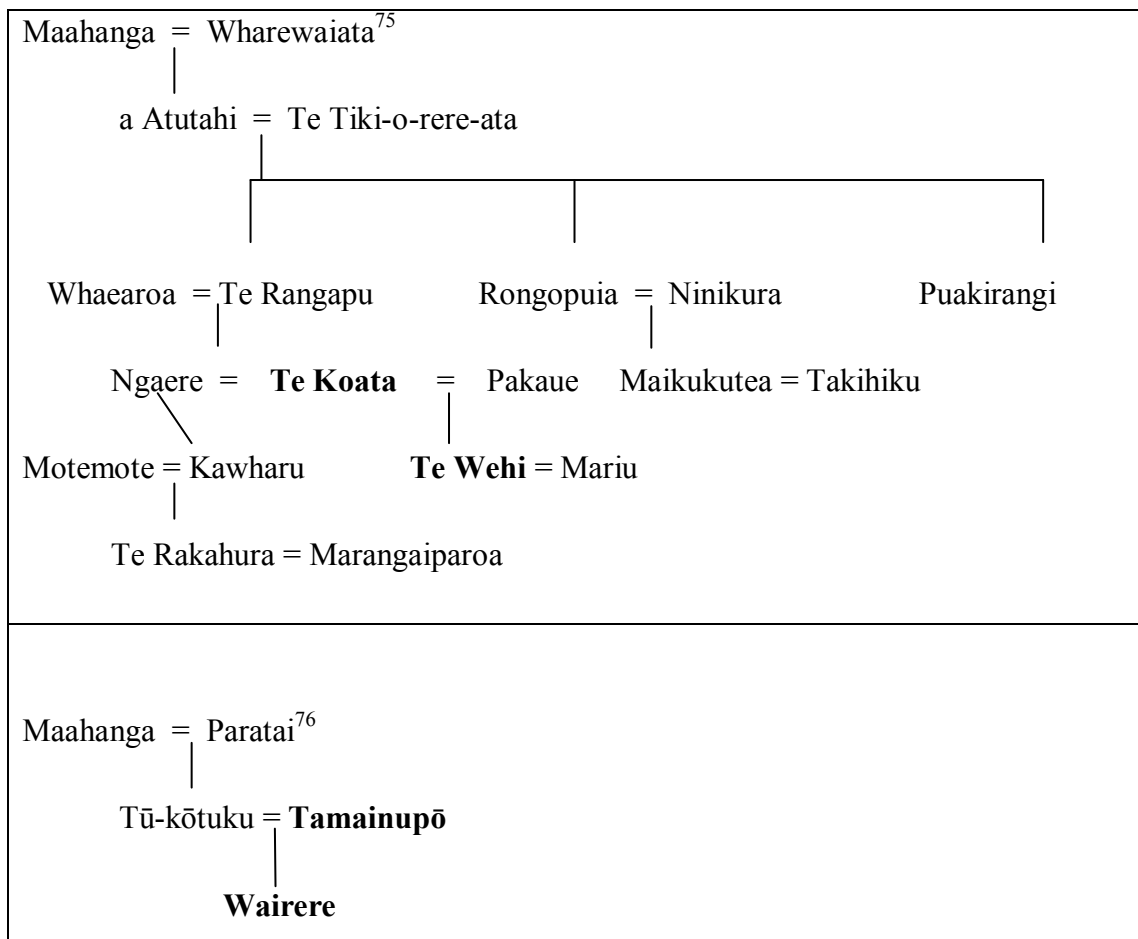 Maahanga = Wharewaiata75
a Atutahi = Te Tiki-o-rere-ata
Whaearoa = Te Rangapu Rongopuia = Ninikura Puakirangi
Ngaere = Te Koata = Pakaue Maikukutea = Takihiku
Motemote = Kawharu Te Wehi = Mariu
Te Rakahura = Marangaiparoa
Maahanga = Paratai76
Tū-kōtuku = Tamainupō
Wairere